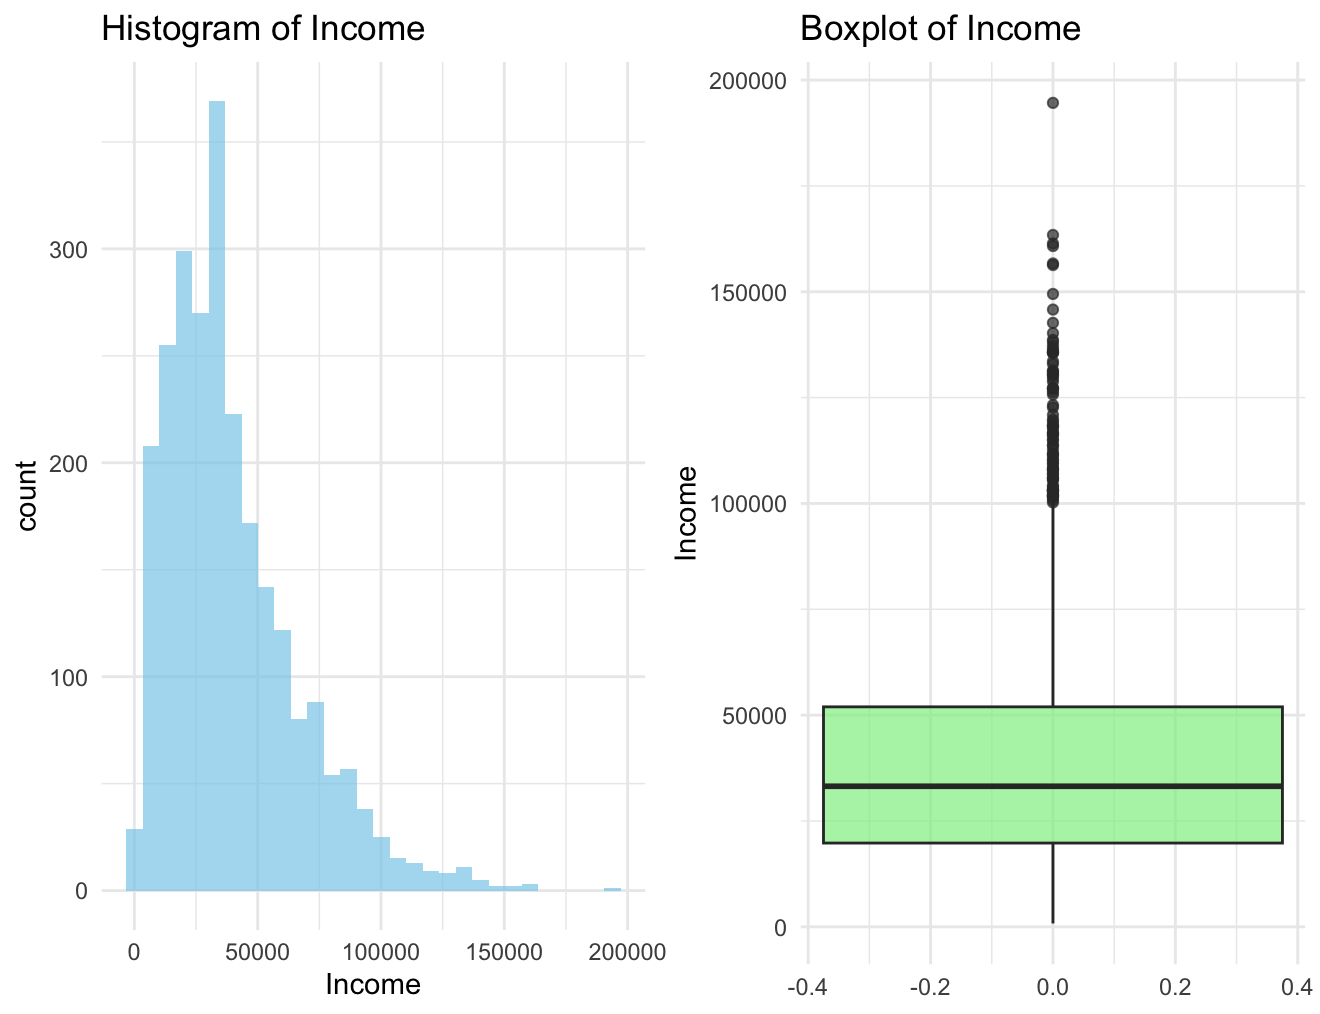 Histogram of Income
count
300
200
100
0
0 50000 100000 150000 200000
Income
Boxplot of Income
Income
200000
150000
100000
50000
0
-0.4 -0.2 0.0 0.2 0.4